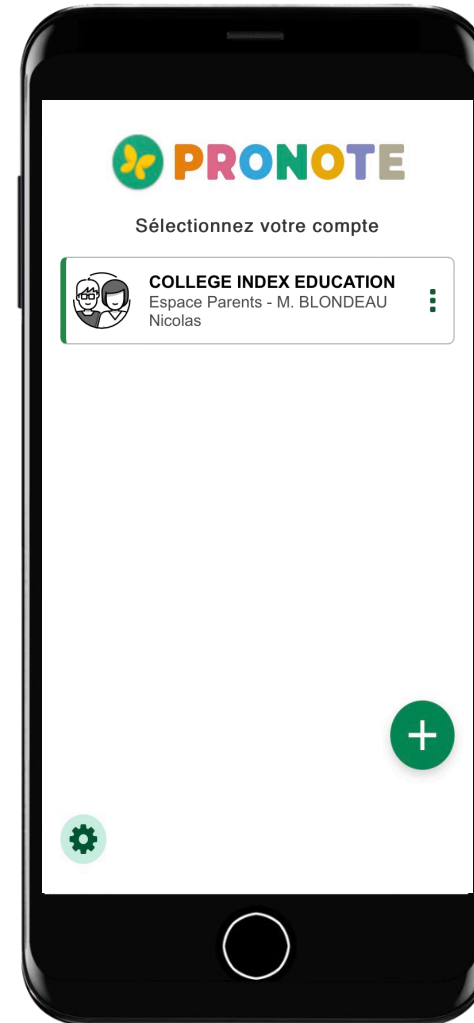 PRONOTE
Sélectionnez votre compte
COLLEGE INDEX EDUCATION
Espace Parents - M. BLONDEAU
Nicolas